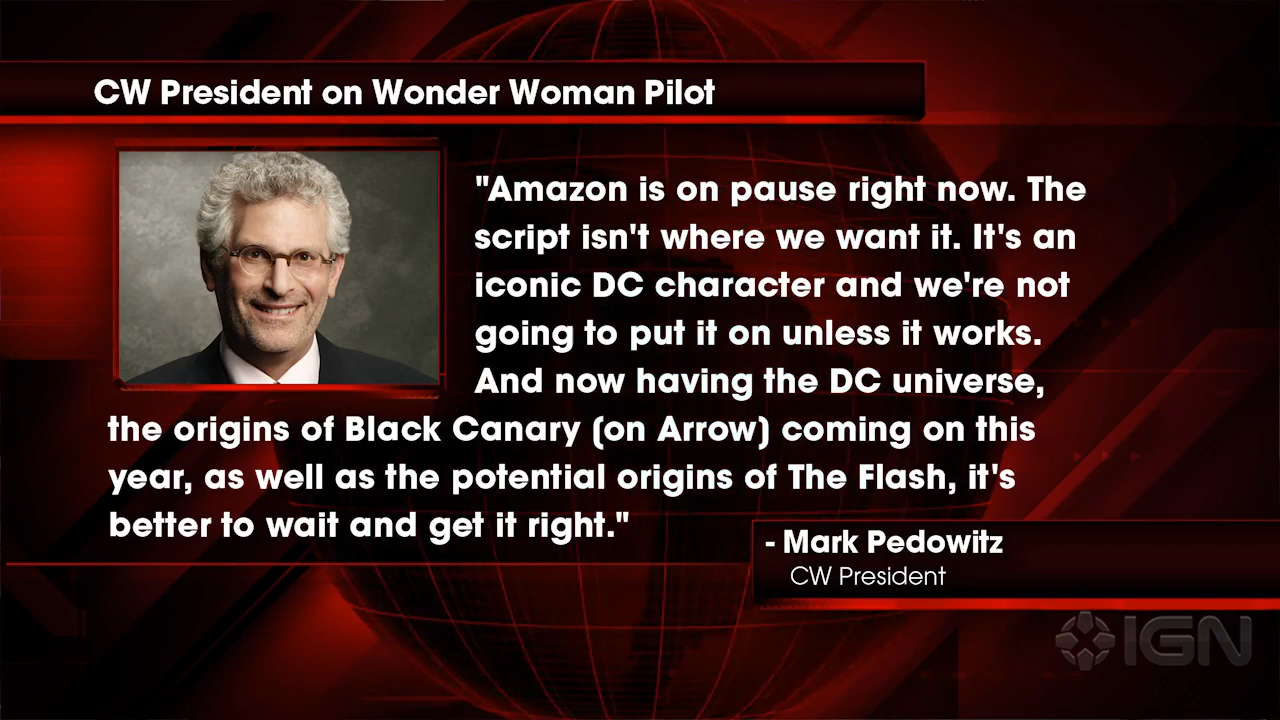 CW President on Wonder Woman Pilot
"Amazon is on pause right now. The
script isn't where we want it. It's an
iconic DC character and we're not
going to put it on unless it works.
And now having the DC universe,
the origins of Black Canary (on Arrow) coming on this
year, as well as the potential origins of The Flash, it's
better to wait and get it right."
- Mark Pedowitz
CW President
IGN